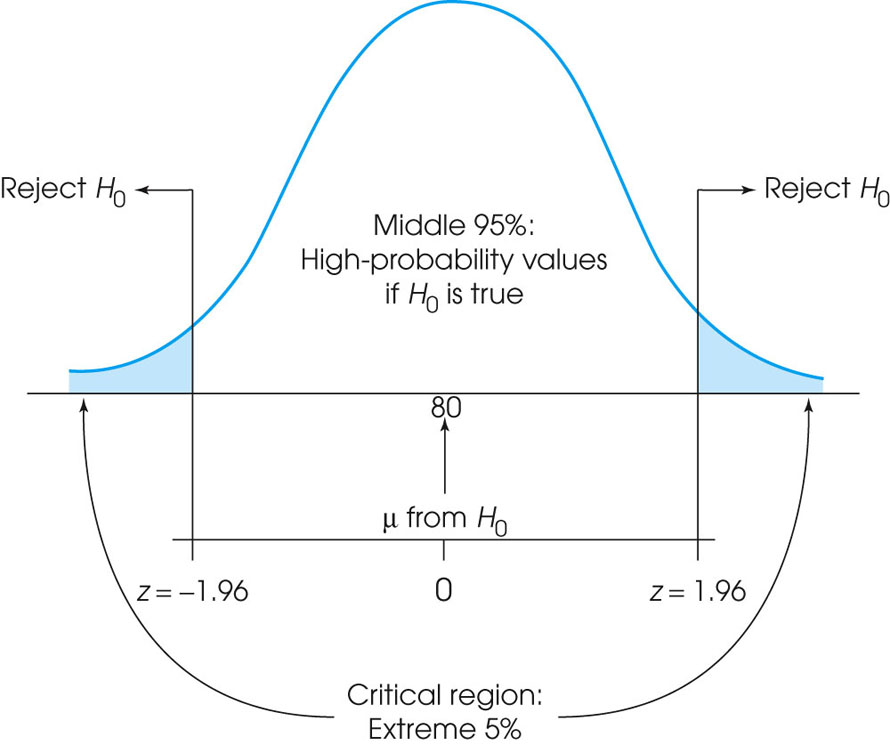 Reject H0
Reject H0
Middle 95%:
High-probability values
if H0 is true
80
μ from H0
z = –1.96
0
z = 1.96
Critical region:
Extreme 5%